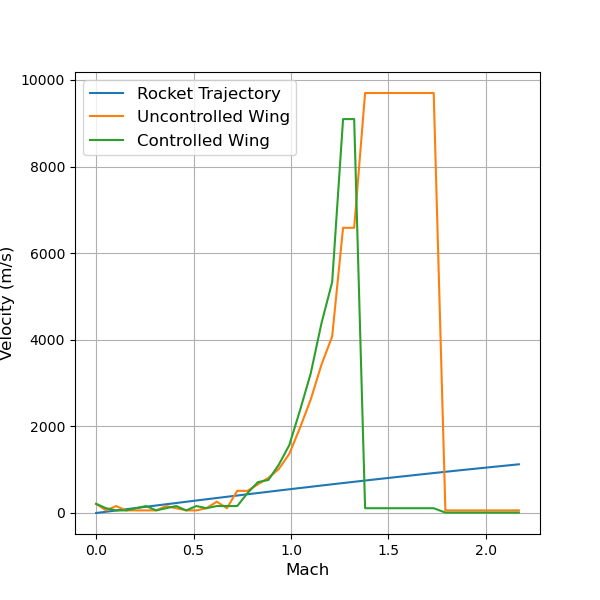 Rocket Trajectory
Uncontrolled Wing
Controlled Wing
10000
8000
6000
4000
2000
0
Velocity (m/s)
0.0 0.5 1.0 1.5 2.0
Mach